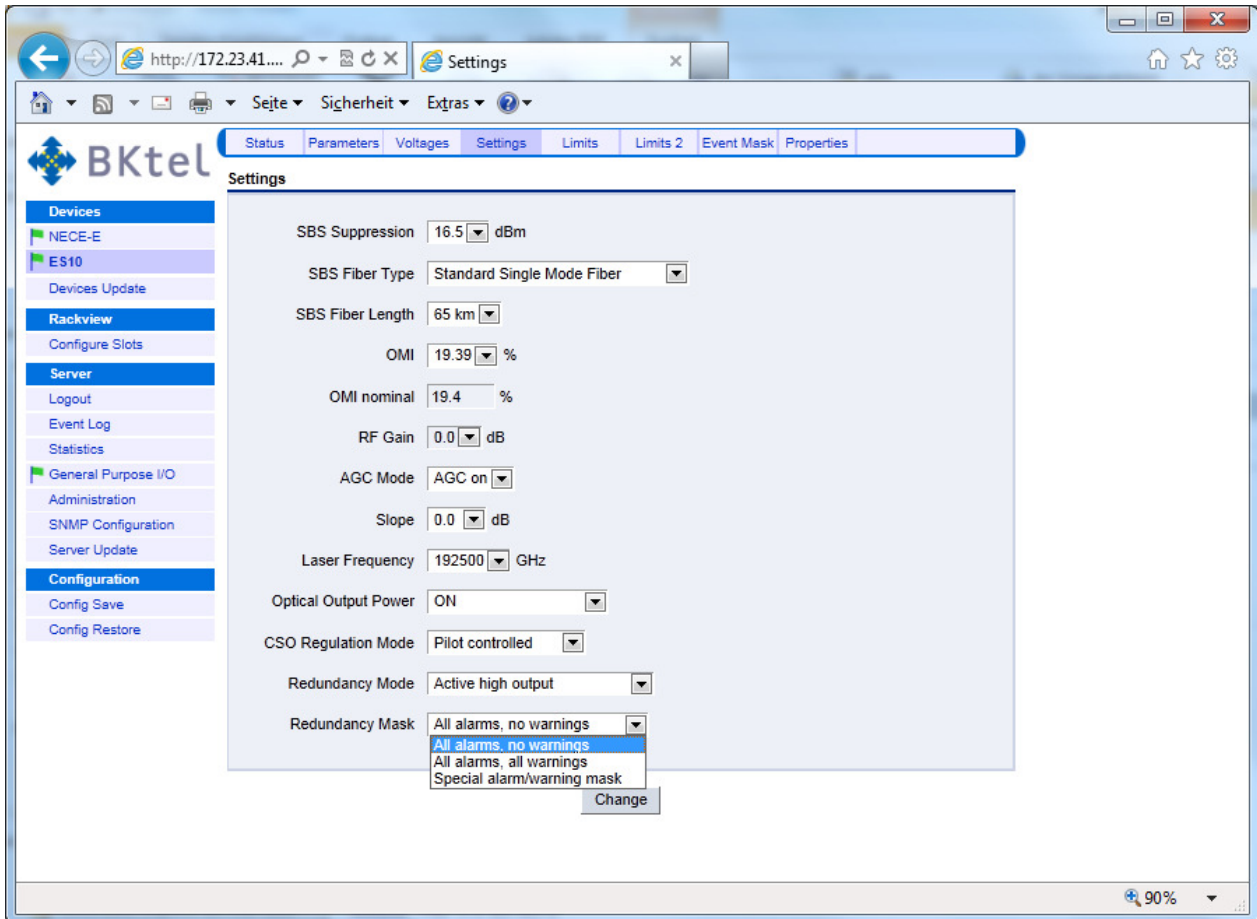 http://172.23.41....
Settings
Seite
Sicherheit
Extras
BKtel
Status Parameters Voltages Settings Limits Limits 2 Event Mask Properties
Settings
Devices
NECE-E
ES10
Devices Update
Rackview
Configure Slots
Server
Logout
Event Log
Statistics
General Purpose I/O
Administration
SNMP Configuration
Server Update
Configuration
Config Save
Config Restore
SBS Suppression 16.5 dBm
SBS Fiber Type Standard Single Mode Fiber
SBS Fiber Length 65 km
OMI 19.39 %
OMI nominal 19.4 %
RF Gain 0.0 dB
AGC Mode AGC on
Slope 0.0 dB
Laser Frequency 192500 GHz
Optical Output Power ON
CSO Regulation Mode Pilot controlled
Redundancy Mode Active high output
Redundancy Mask All alarms, no warnings
All alarms, no warnings
All alarms, all warnings
Special alarm/warning mask
Change
90%